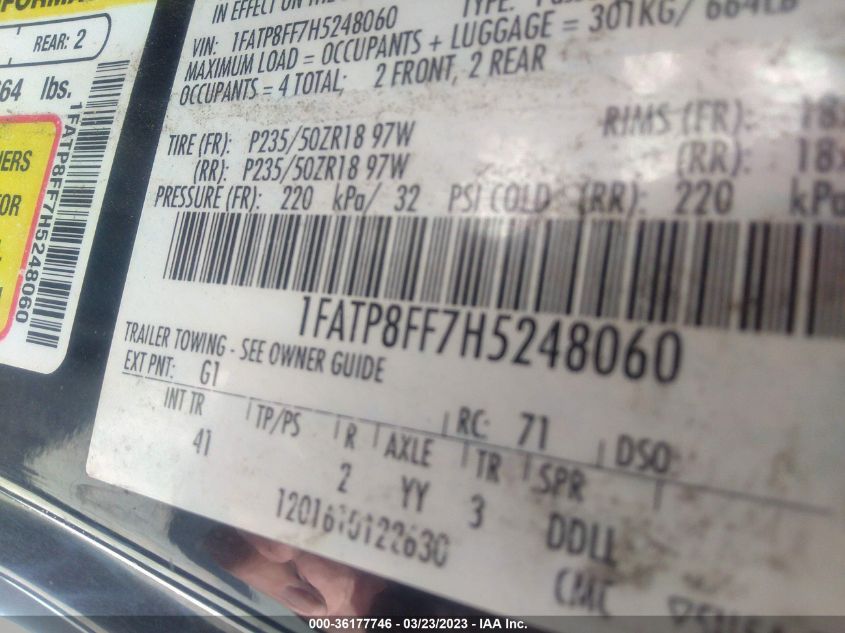 REAR: 2
lbs.
1FATP8FF7H5248060
IN EFFECT ON
TYPE:
VIN: 1FATP8FF7H5248060
MAXIMUM LOAD = OCCUPANTS + LUGGAGE = 301KG/ 664LB
OCCUPANTS = 4 TOTAL; 2 FRONT, 2 REAR
TIRE (FR): P235/50ZR18 97W RIMS (FR):
(RR): P235/50ZR18 97W (RR):
PRESSURE (FR): 220 kPa/ 32 PSI COLD (RR): 220 kPa
1FATP8FF7H5248060
TRAILER TOWING - SEE OWNER GUIDE
EXT PNT: G1 RC: 71 DSO:
INT TR TP/PS R AXLE TR SPR
41 2 YY 3 DDLL
CMC
000-36177746 - 03/23/2023 - IAA Inc.